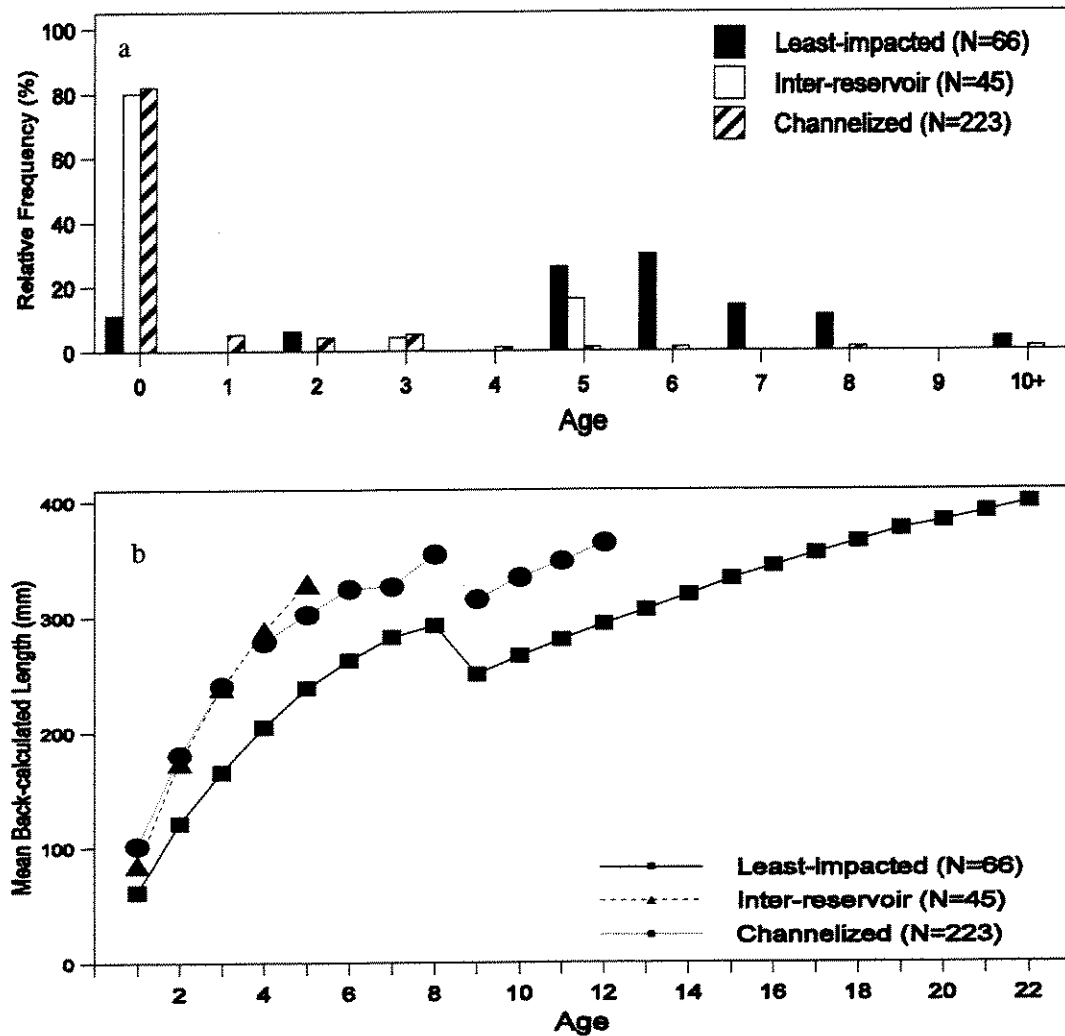 a
Least-impacted (N=66)
Inter-reservoir (N=45)
Channelized (N=223)
Relative Frequency (%)
100
80
60
40
20
0
0 1 2 3 4 5 6 7 8 9 10+
Age
b
Mean Back-calculated Length (mm)
400
300
200
100
0
Least-impacted (N=66)
Inter-reservoir (N=45)
Channelized (N=223)
2 4 6 8 10 12 14 16 18 20 22
Age